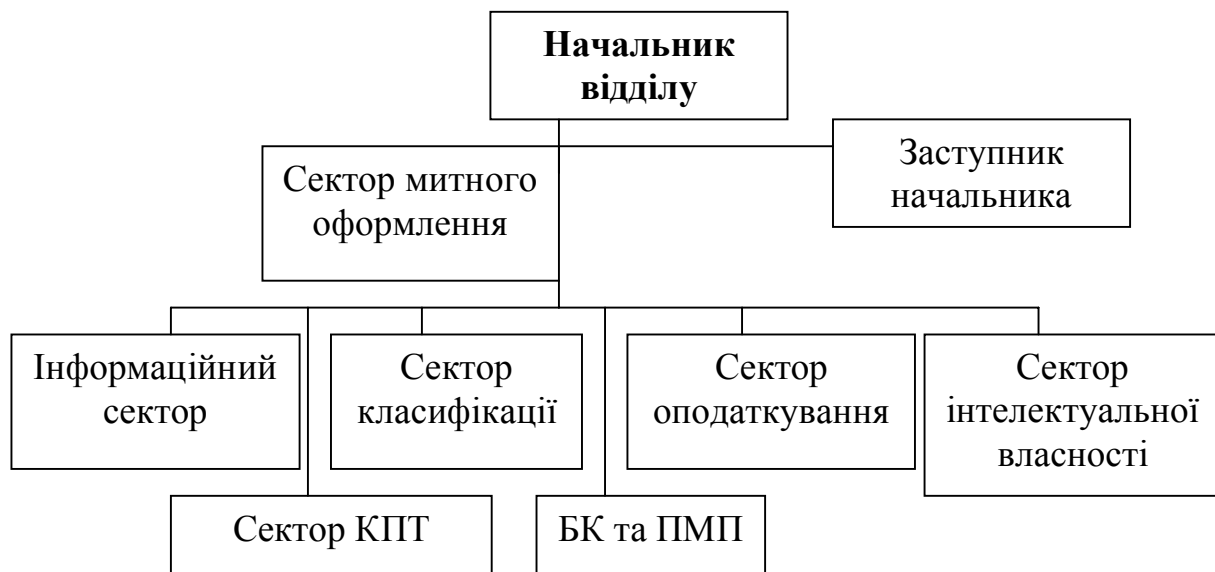 Начальник
відділу
Заступник
начальника
Сектор митного
оформлення
Інформаційний
сектор
Сектор
класифікації
Сектор
оподаткування
Сектор
інтелектуальної
власності
Сектор КПТ
БК та ПМП